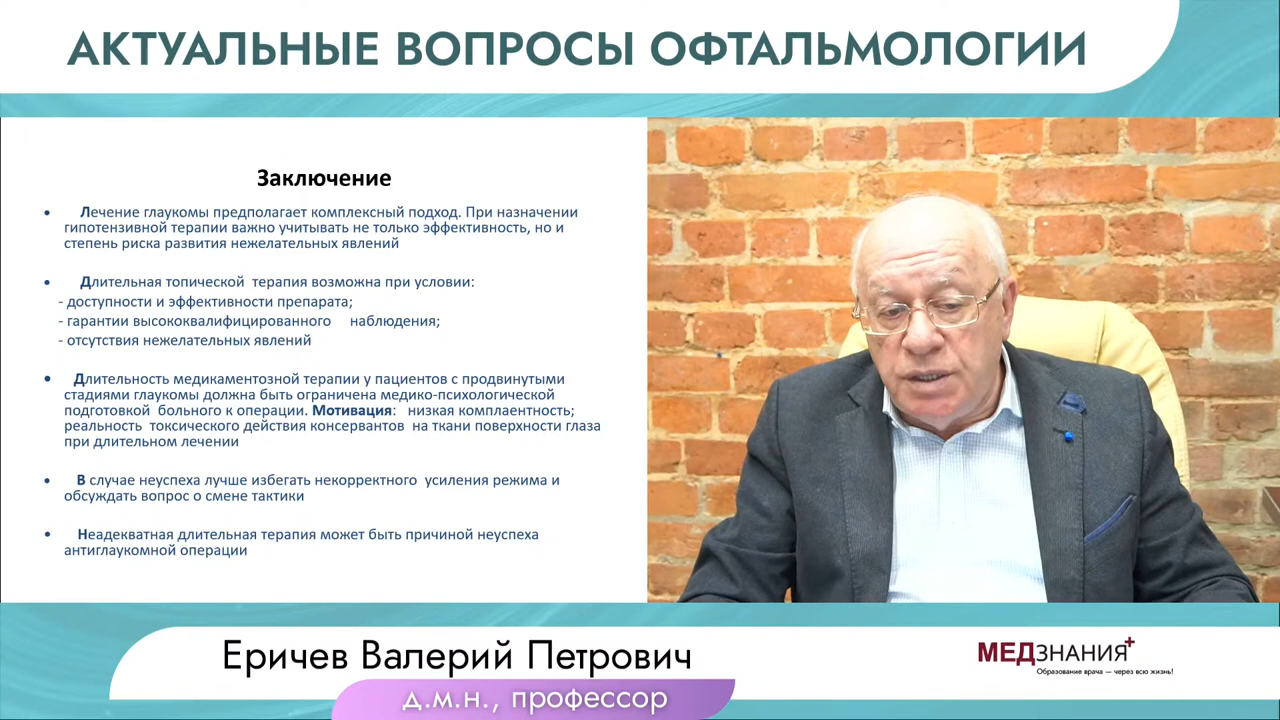 АКТУАЛЬНЫЕ ВОПРОСЫ ОФТАЛЬМОЛОГИИ
Заключение
• Лечение глаукомы предполагает комплексный подход. При назначении
гипотензивной терапии важно учитывать не только эффективность, но и
степень риска развития нежелательных явлений
• Длительная топической терапия возможна при условии:
- доступности и эффективности препарата;
- гарантии высококвалифицированного наблюдения;
- отсутствия нежелательных явлений
• Длительность медикаментозной терапии у пациентов с продвинутыми
стадиями глаукомы должна быть ограничена медико-психологической
подготовкой больного к операции. Мотивация: низкая комплаентность;
реальность токсического действия консервантов на ткани поверхности глаза
при длительном лечении
• В случае неуспеха лучше избегать некорректного усиления режима и
обсуждать вопрос о смене тактики
• Неадекватная длительная терапия может быть причиной неуспеха
антиглаукомной операции
Еричев Валерий Петрович
д.м.н., профессор
МЕДЗНАНИЯ+
Образование врача — через всю жизнь!